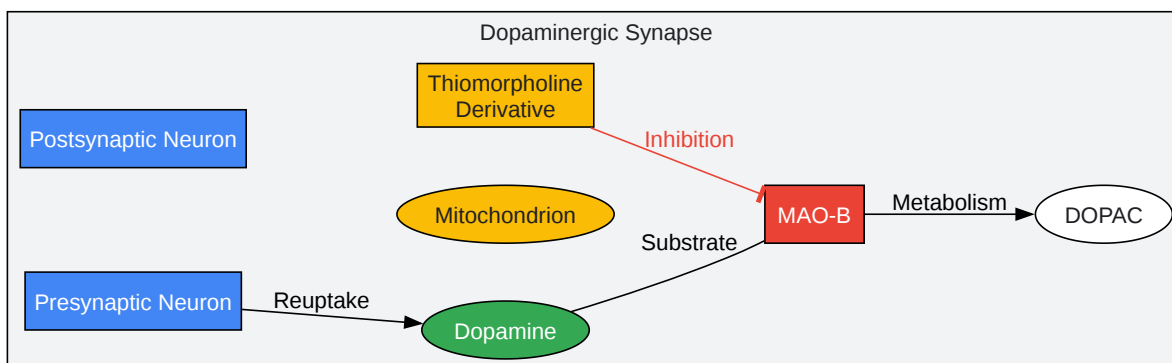 Dopaminergic Synapse
Thiomorpholine
Derivative
Postsynaptic Neuron
Inhibition
Mitochondrion
MAO-B
Metabolism
DOPAC
Substrate
Presynaptic Neuron
Reuptake
Dopamine